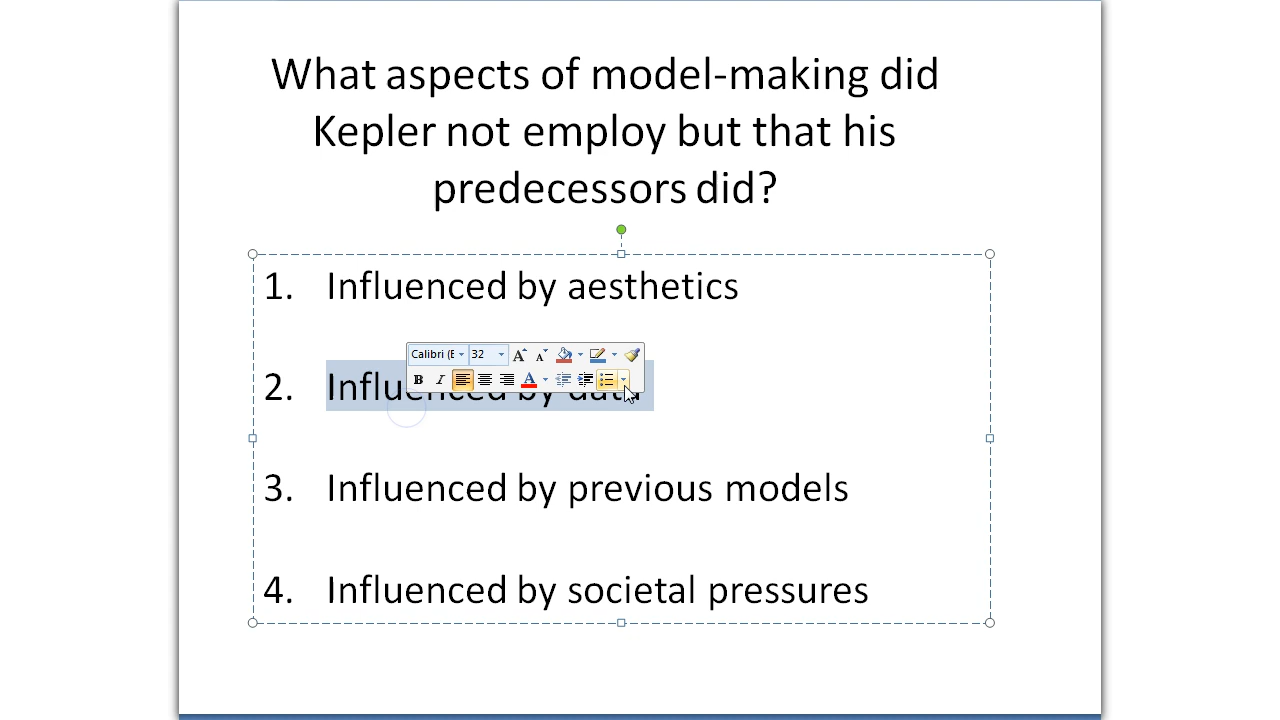 What aspects of model-making did
Kepler not employ but that his
predecessors did?
1. Influenced by aesthetics
Calibri (E 32 A A
B I A
2. Influenced by data
3. Influenced by previous models
4. Influenced by societal pressures